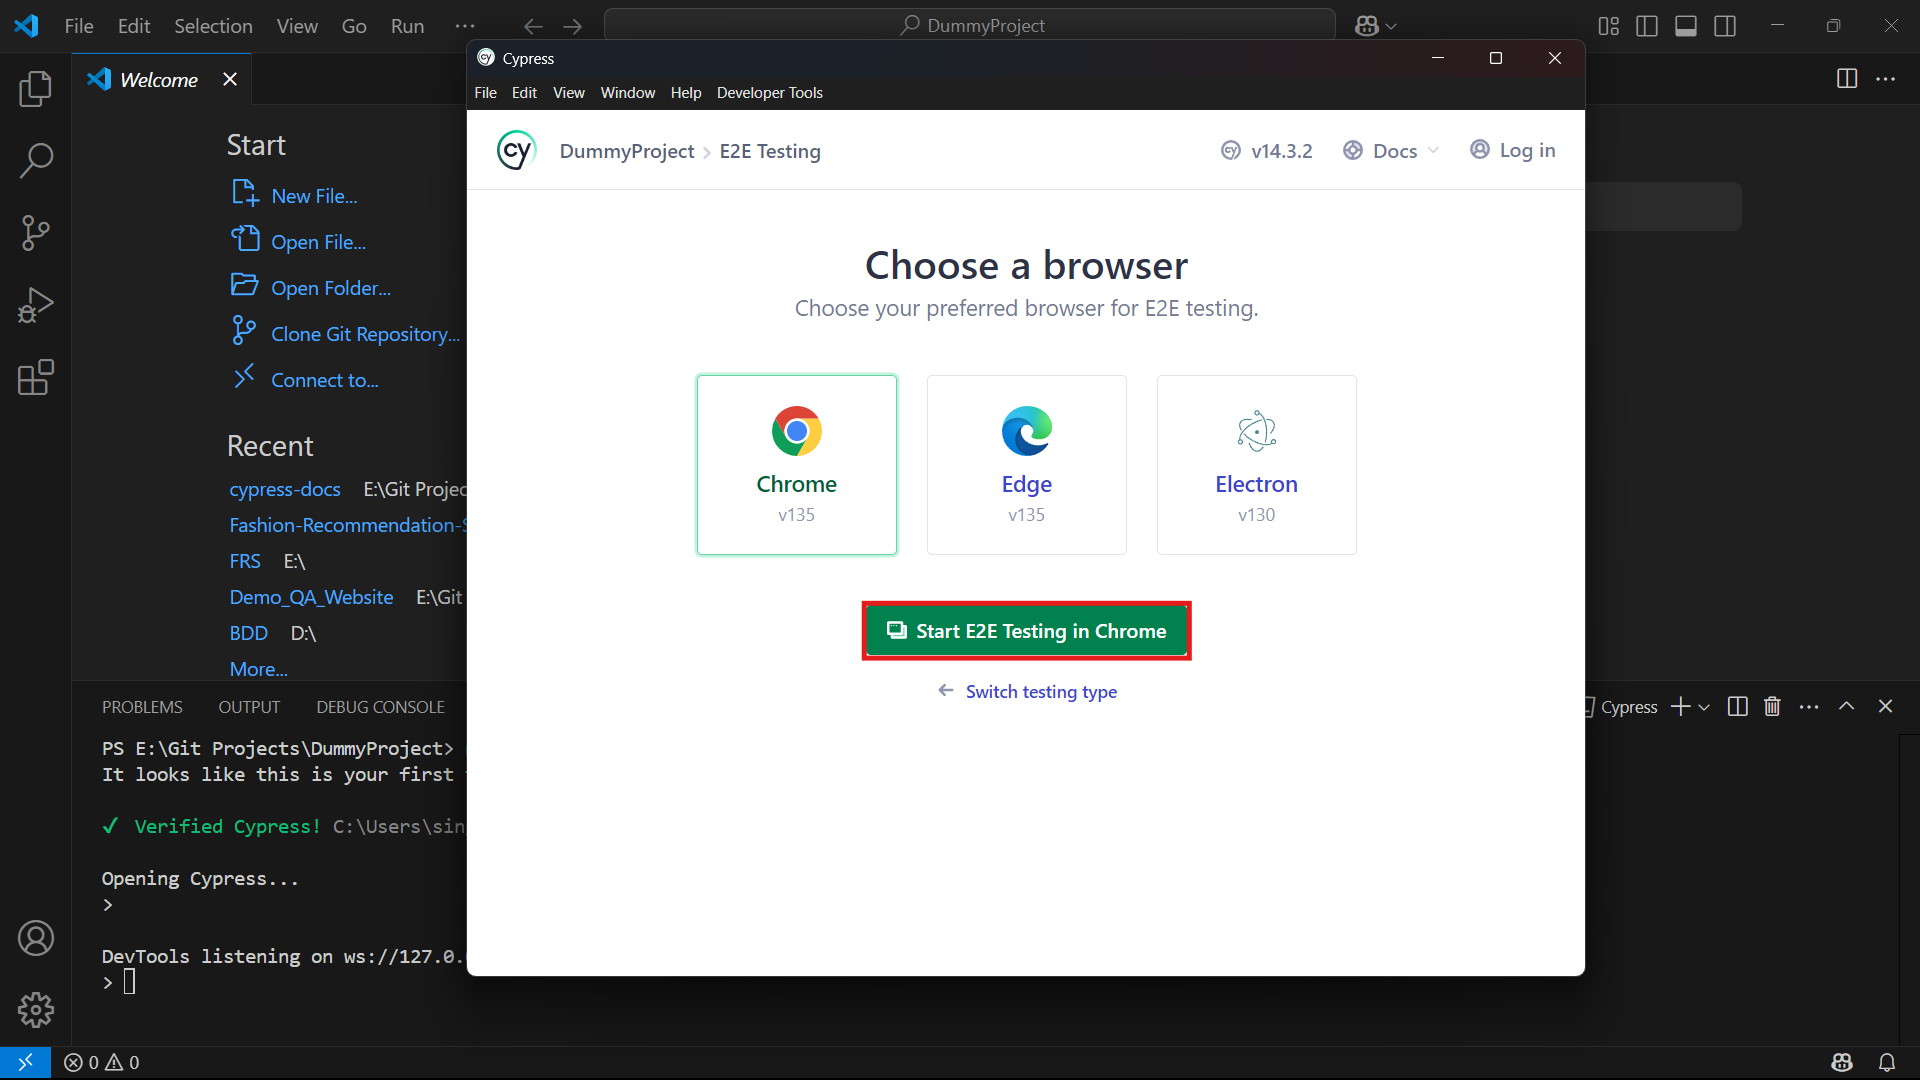 File Edit Selection View Go Run ... DummyProject
Welcome
Start
New File...
Open File...
Open Folder...
Clone Git Repository...
Connect to...
Recent
cypress-docs E:\Git Projec
Fashion-Recommendation-S
FRS E:\
Demo_QA_Website E:\Git
BDD D:\
More...
Cypress
File Edit View Window Help Developer Tools
cy DummyProject > E2E Testing v14.3.2 Docs Log in
Choose a browser
Choose your preferred browser for E2E testing.
Chrome
v135
Edge
v135
Electron
v130
Start E2E Testing in Chrome
Switch testing type
PROBLEMS OUTPUT DEBUG CONSOLE Cypress
PS E:\Git Projects\DummyProject>
It looks like this is your first
✓ Verified Cypress! C:\Users\sin
Opening Cypress...
>
DevTools listening on ws://127.0.
>
0 0